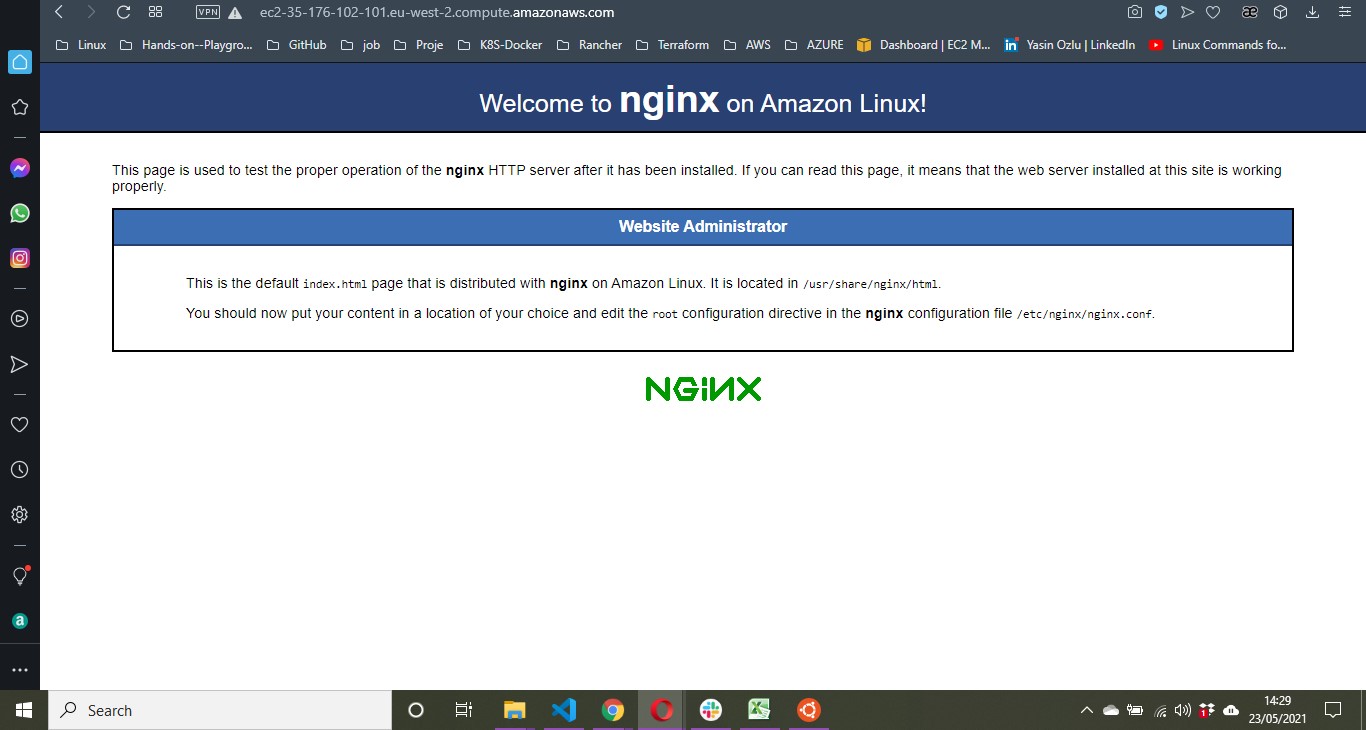 VPN ec2-35-176-102-101.eu-west-2.compute.amazonaws.com
Linux Hands-on--Playgro... GitHub job Proje K8S-Docker Rancher Terraform AWS AZURE Dashboard | EC2 M... Yasin Ozlu | LinkedIn Linux Commands fo...
Welcome to nginx on Amazon Linux!
This page is used to test the proper operation of the nginx HTTP server after it has been installed. If you can read this page, it means that the web server installed at this site is working
properly.
Website Administrator
This is the default index.html page that is distributed with nginx on Amazon Linux. It is located in /usr/share/nginx/html.
You should now put your content in a location of your choice and edit the root configuration directive in the nginx configuration file /etc/nginx/nginx.conf.
NGINX
Search
14:29
23/05/2021